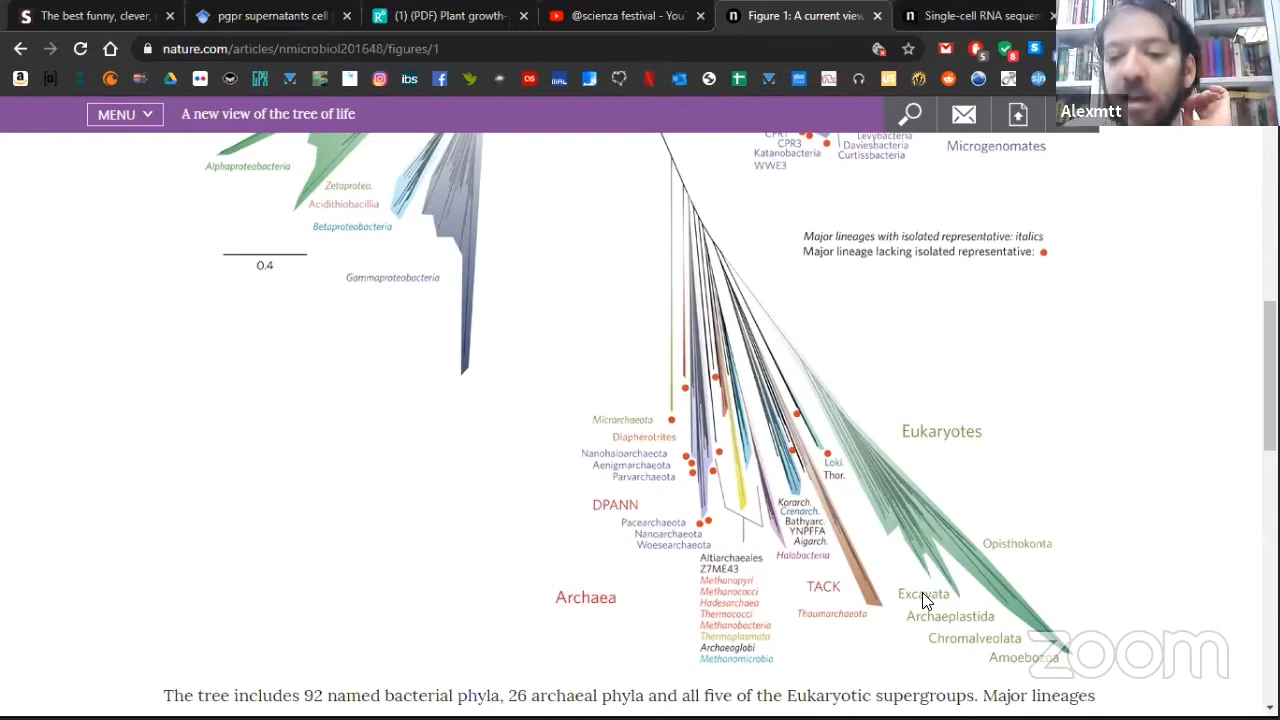 The best funny, clever,
pgpr supernatants cell
(1) (PDF) Plant growth-
@scienza festival - You
Figure 1: A current view
Single-cell RNA sequen
nature.com/articles/nmicrobiol201648/figures/1
MENU
A new view of the tree of life
Alexmtt
CPR1
CPR3
Katanobacteria
WWE3
Levybacteria
Daviesbacteria
Curtissbacteria
Microgenomates
Alphaproteobacteria
Zetaproteo.
Acidithiobacillia
Betaproteobacteria
Major lineages with isolated representative: italics
Major lineage lacking isolated representative:
0.4
Gammaproteobacteria
Eukaryotes
Micrarchaeota
Diapherotrites
Nanohaloarchaeota
Aenigmarchaeota
Parvarchaeota
Loki.
Thor.
DPANN
Pacearchaeota
Nanoarchaeota
Woesearchaeota
Korarch.
Crenarch.
Bathyarc.
YNPFFA
Aigarch.
Opisthokonta
Halobacteria
Altiarchaeales
Z7ME43
Methanopyri
Methanococci
Hadesarchaea
Thermococci
Methanobacteria
Thermoplasmata
Archaeoglobi
Methanomicrobia
Archaea
TACK
Thaumarchaeota
Excavata
Archaeplastida
Chromalveolata
Amoebozoa
zoom
The tree includes 92 named bacterial phyla, 26 archaeal phyla and all five of the Eukaryotic supergroups. Major lineages